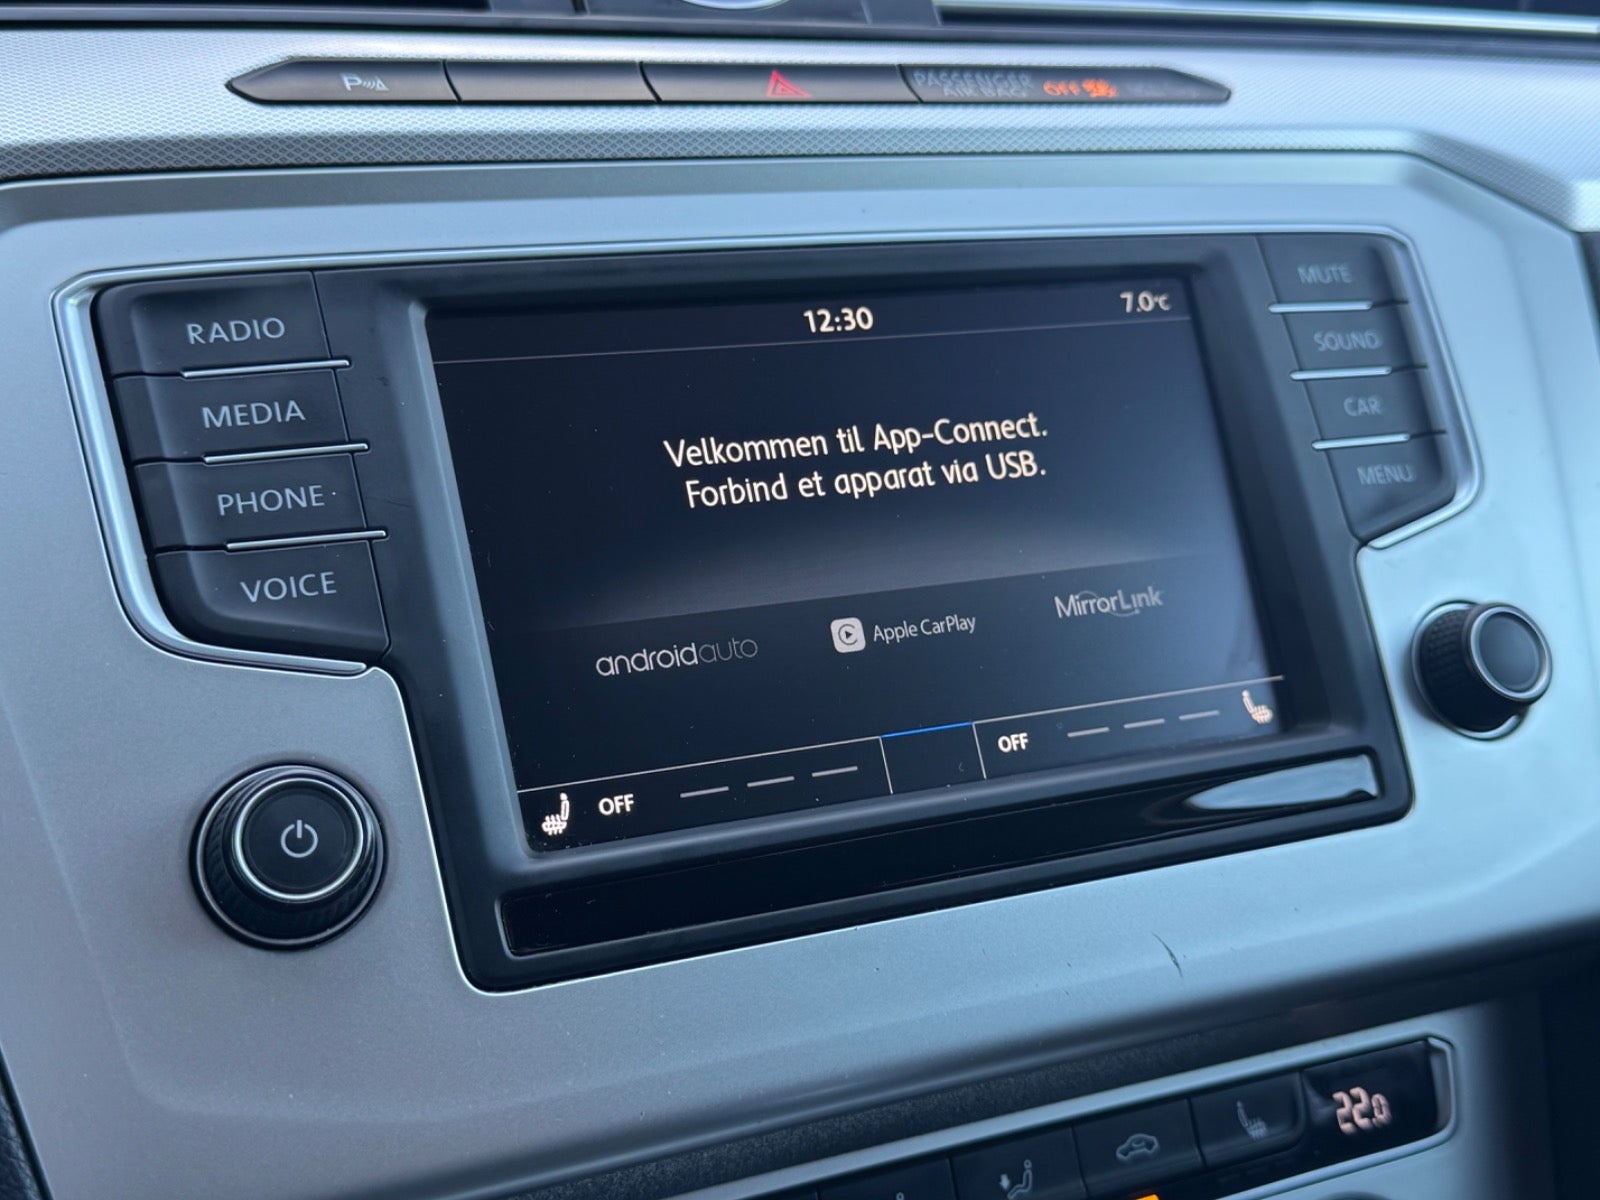 P
PASSENGER
AIR BAG
OFF
RADIO
MEDIA
PHONE
VOICE
12:30
7.0°C
Velkommen til App-Connect.
Forbind et apparat via USB.
androidauto
Apple CarPlay
MirrorLink
OFF
OFF
MUTE
SOUND
CAR
MENU
22.0